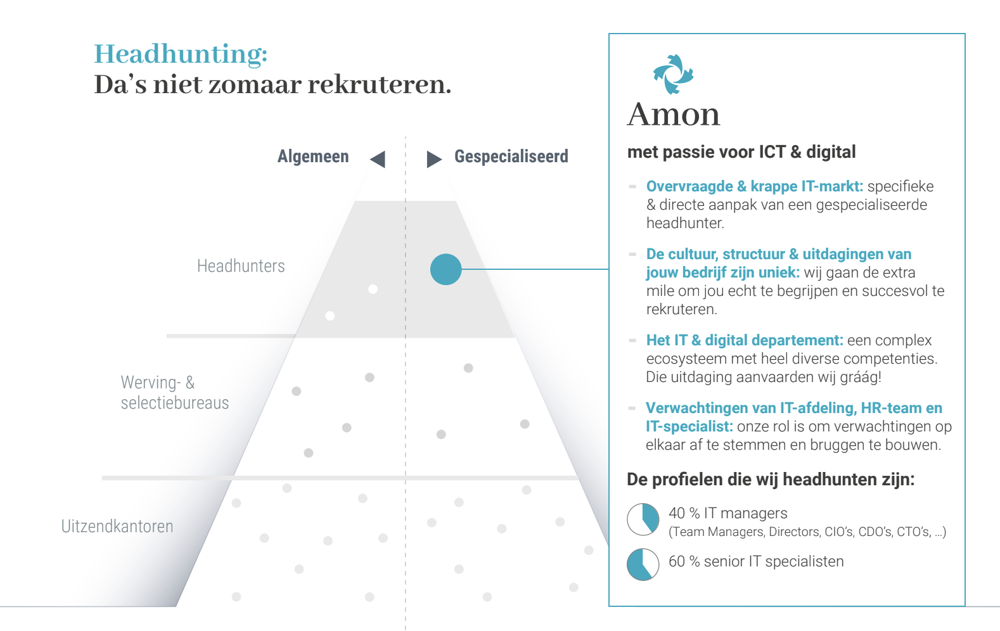 Headhunting:
Da's niet zomaar rekruteren.
Algemeen
Gespecialiseerd
Headhunters
Werving- &
selectiebureaus
Uitzendkantoren
Amon
met passie voor ICT & digital
- Overvraagde & krappe IT-markt: specifieke
& directe aanpak van een gespecialiseerde
headhunter.
- De cultuur, structuur & uitdagingen van
jouw bedrijf zijn uniek: wij gaan de extra
mile om jou echt te begrijpen en succesvol te
rekruteren.
- Het IT & digital departement: een complex
ecosysteem met heel diverse competenties.
Die uitdaging aanvaarden wij gráág!
- Verwachtingen van IT-afdeling, HR-team en
IT-specialist: onze rol is om verwachtingen op
elkaar af te stemmen en bruggen te bouwen.
De profielen die wij headhunten zijn:
40 % IT managers
(Team Managers, Directors, CIO's, CDO's, CTO's, ...)
60 % senior IT specialisten